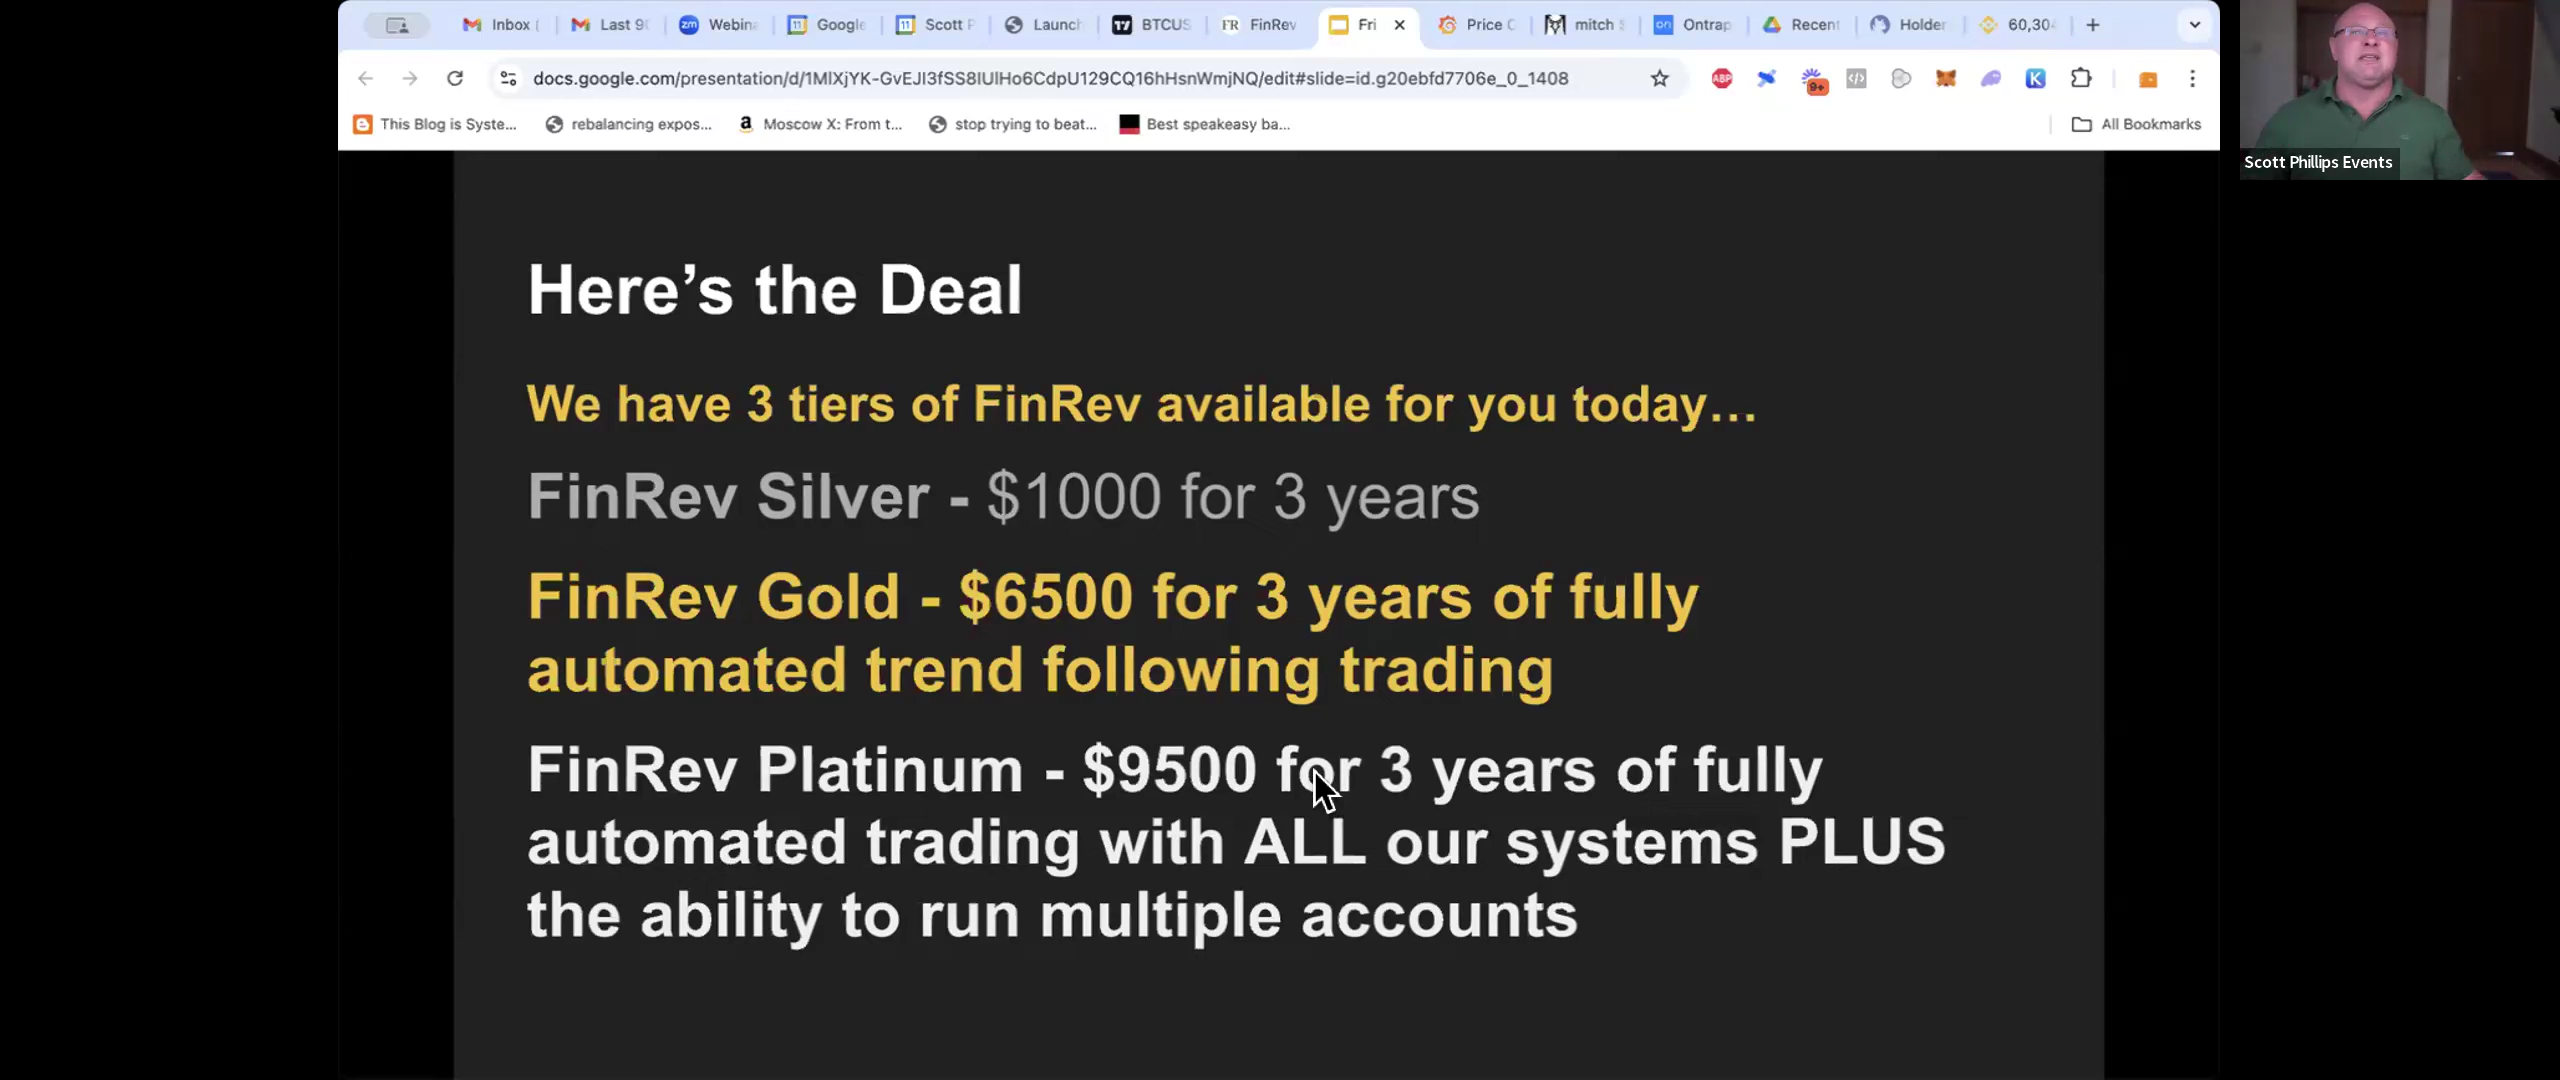 Inbox (
Last 90
Webina
Google
Scott P
Launch
BTCUS
FinRev
Fri
Price C
mitch s
Ontrap
Recent
Holder
60,30
docs.google.com/presentation/d/1MlXjYK-GvEJI3fSS8IUlHo6CdpU129CQ16hHsnWmjNQ/edit#slide=id.g20ebfd7706e_0_1408
ABP
9+
K
This Blog is Syste...
rebalancing expos...
Moscow X: From t...
stop trying to beat...
Best speakeasy ba...
All Bookmarks
Scott Phillips Events
Here’s the Deal
We have 3 tiers of FinRev available for you today…
FinRev Silver - $1000 for 3 years
FinRev Gold - $6500 for 3 years of fully
automated trend following trading
FinRev Platinum - $9500 for 3 years of fully
automated trading with ALL our systems PLUS
the ability to run multiple accounts